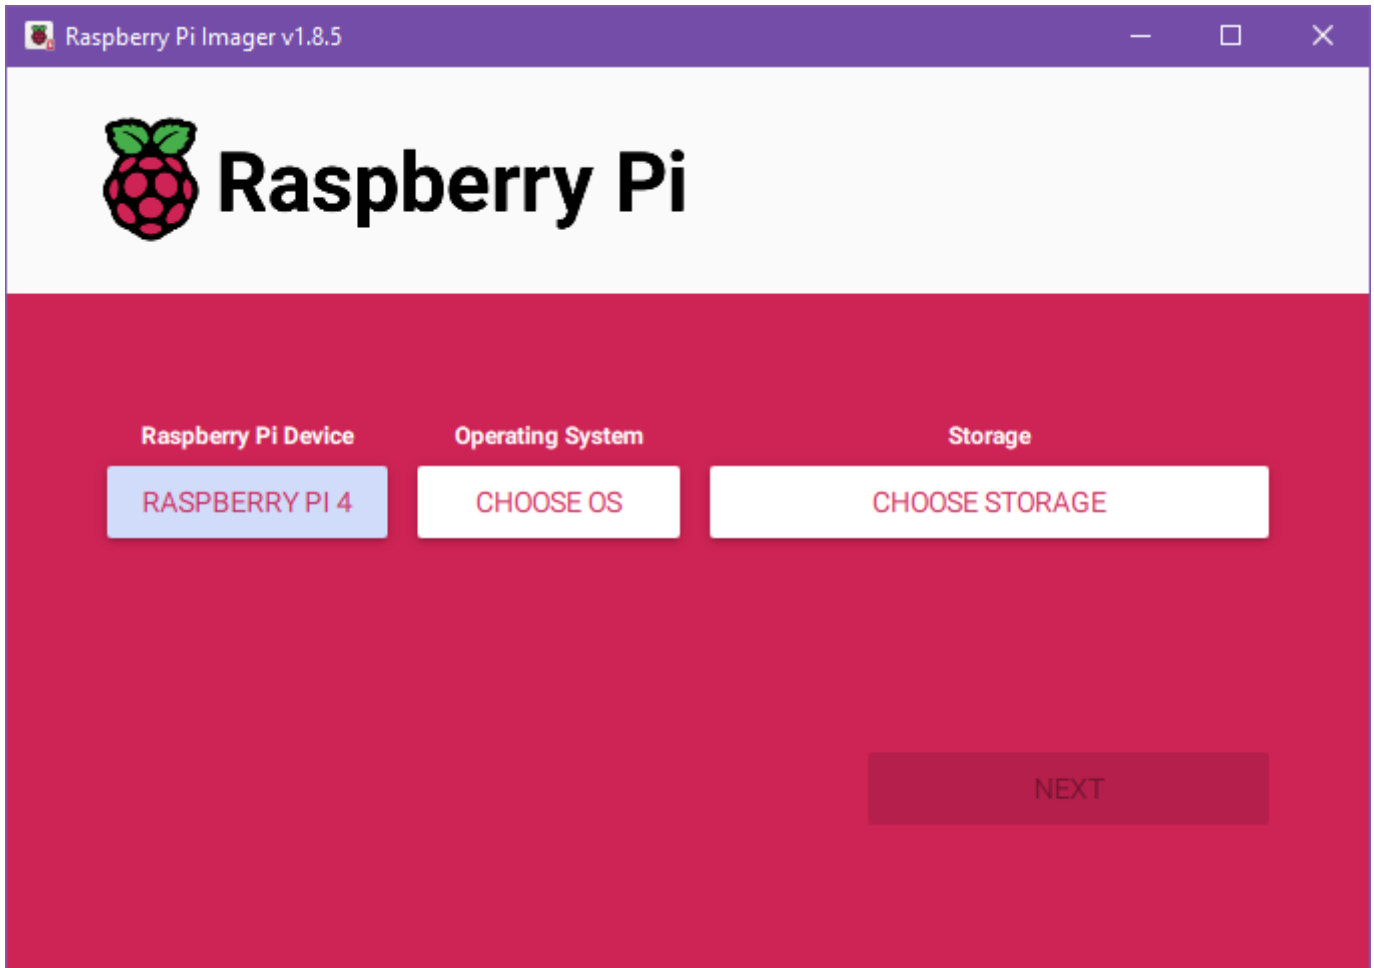 Raspberry Pi Imager v1.8.5
Raspberry Pi
Raspberry Pi Device Operating System Storage
RASPBERRY PI 4 CHOOSE OS CHOOSE STORAGE
NEXT